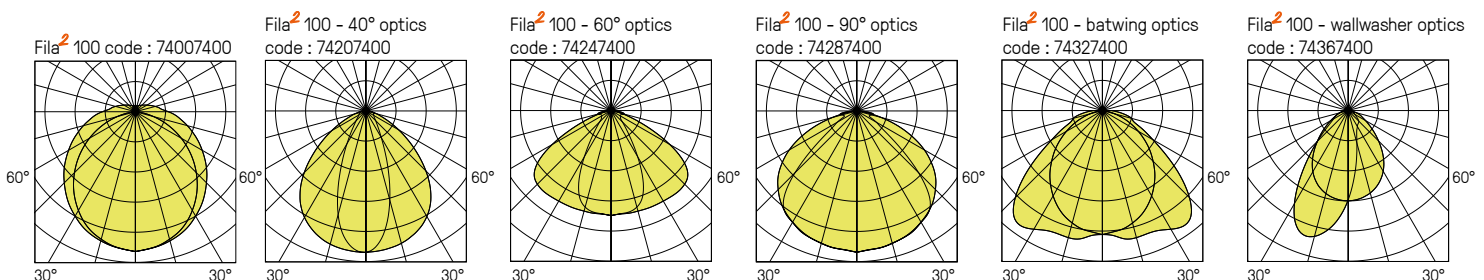 Fila² 100 code : 74007400
Fila² 100 - 40° optics
code : 74207400
Fila² 100 - 60° optics
code : 74247400
Fila² 100 - 90° optics
code : 74287400
Fila² 100 - batwing optics
code : 74327400
Fila² 100 - wallwasher optics
code : 74367400
60° 60° 60° 60° 60° 60° 60°
30° 30° 30° 30° 30° 30° 30° 30° 30° 30° 30° 30°